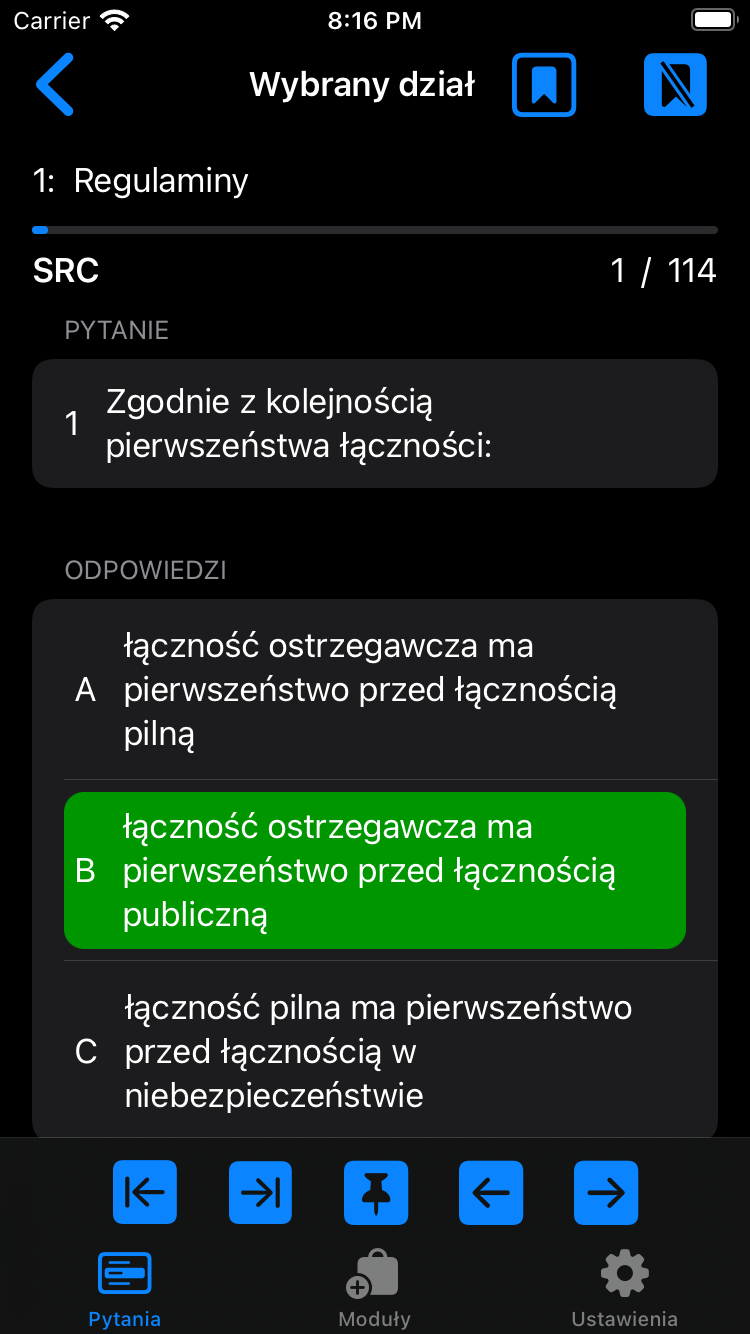 Carrier 8:16 PM
Wybrany dział
1: Regulaminy
SRC 1 / 114
PYTANIE
1 Zgodnie z kolejnością
pierwszeństwa łączności:
ODPOWIEDZI
łączność ostrzegawcza ma
A pierwszeństwo przed łącznością
pilną
łączność ostrzegawcza ma
B pierwszeństwo przed łącznością
publiczną
łączność pilna ma pierwszeństwo
C przed łącznością w
niebezpieczeństwie
Pytania Moduły Ustawienia